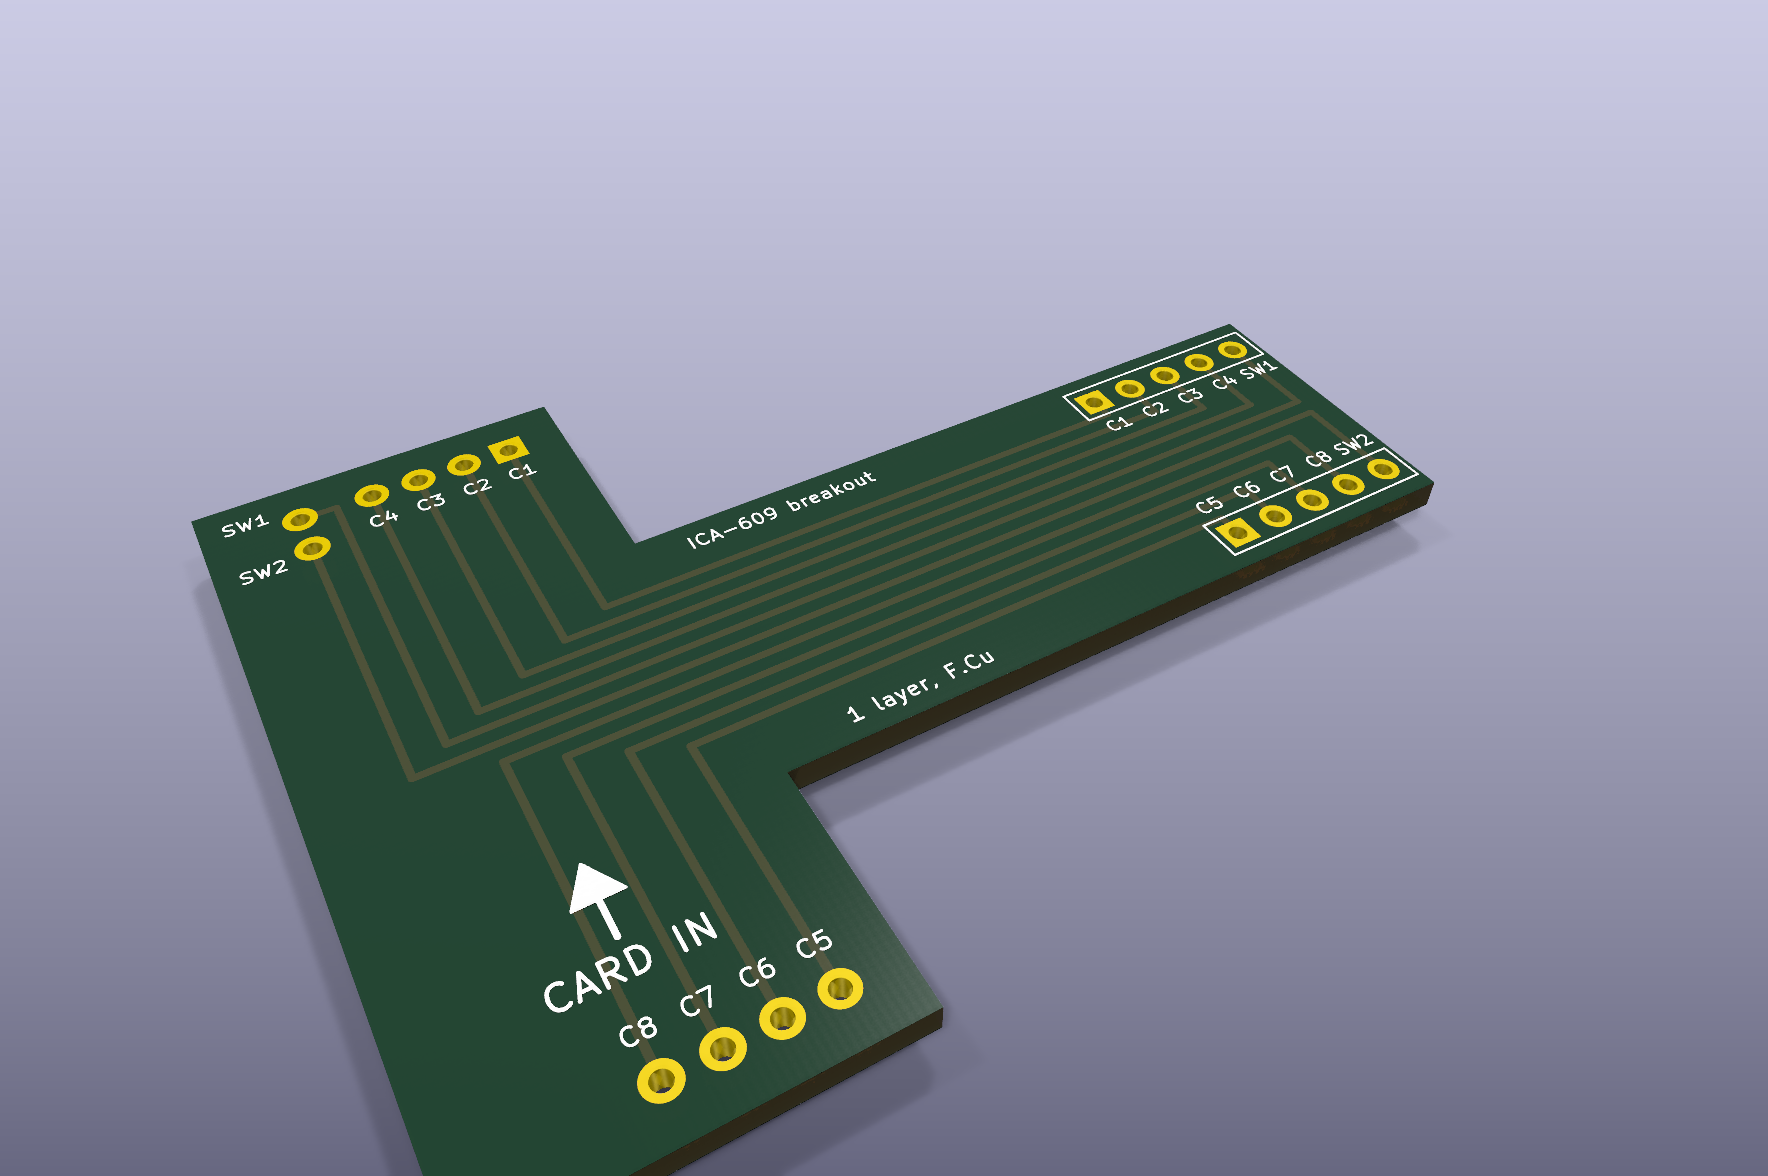 C1 C2 C3 C4 SW1
C4 C3 C2 C1
SW1
SW2
ICA-609 breakout
C5 C6 C7 C8 SW2
1 layer, F.Cu
CARD IN
C8 C7 C6 C5